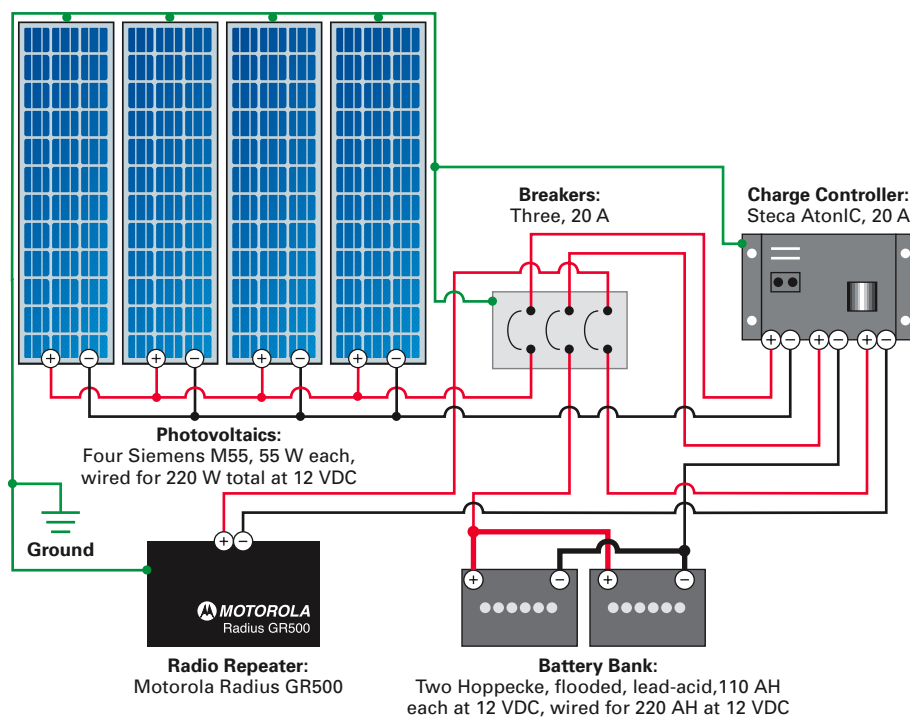 Breakers:
Three, 20 A
Charge Controller:
Steca AtonIC, 20 A
+ − + − + − + −
+ − + − + −
Photovoltaics:
Four Siemens M55, 55 W each,
wired for 220 W total at 12 VDC
Ground
+ −
MOTOROLA
Radius GR500
+ − + −
Radio Repeater:
Motorola Radius GR500
Battery Bank:
Two Hoppecke, flooded, lead-acid,110 AH
each at 12 VDC, wired for 220 AH at 12 VDC